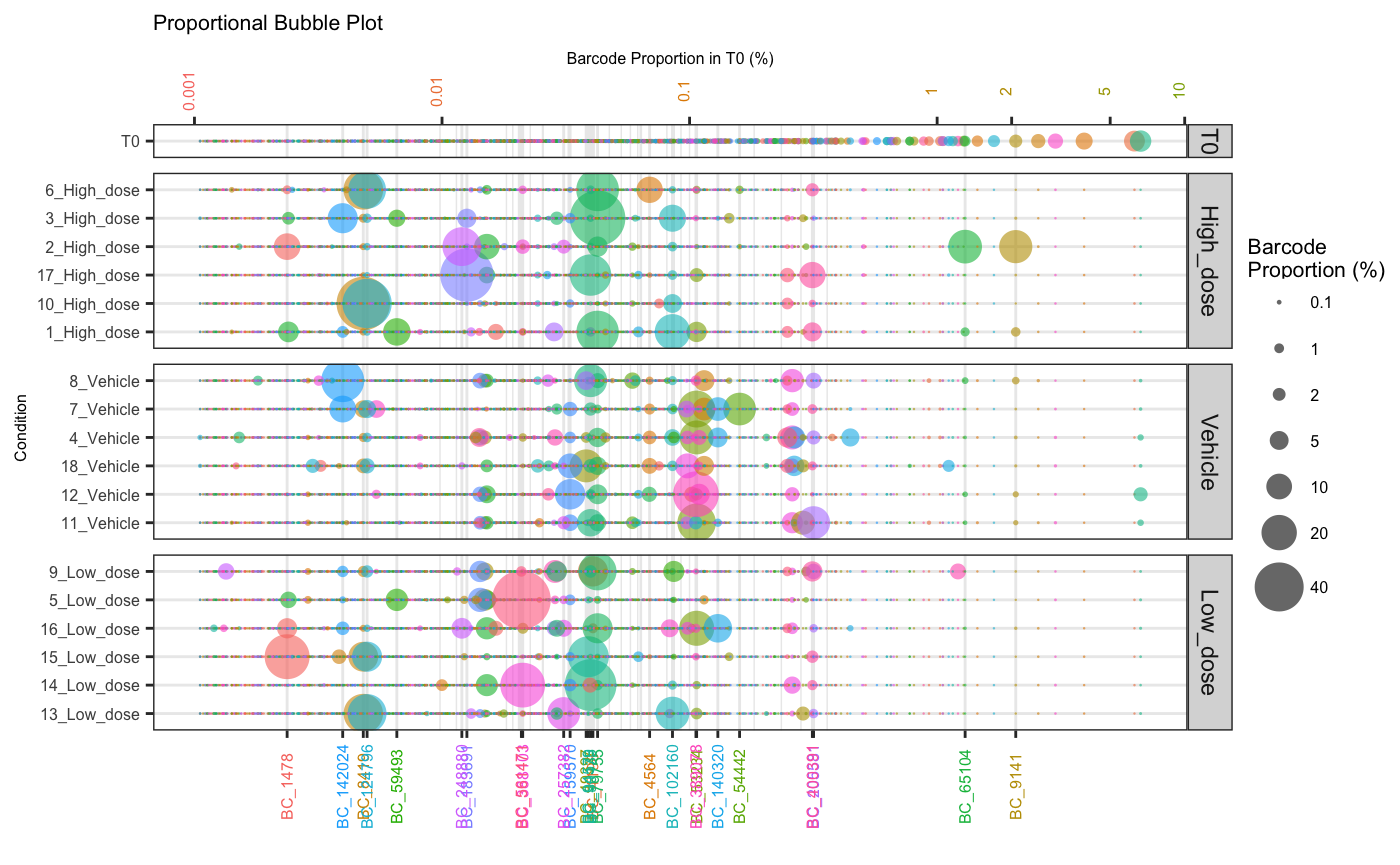 Proportional Bubble Plot
Barcode Proportion in T0 (%)
0.001
0.01
0.1
1
2
5
10
T0
T0
6_High_dose
3_High_dose
2_High_dose
17_High_dose
10_High_dose
1_High_dose
High_dose
8_Vehicle
7_Vehicle
4_Vehicle
18_Vehicle
12_Vehicle
11_Vehicle
Vehicle
9_Low_dose
5_Low_dose
16_Low_dose
15_Low_dose
14_Low_dose
13_Low_dose
Low_dose
Condition
BC_1478
BC_142024
BC_124796
BC_59493
BC_4564
BC_102160
BC_140320
BC_54442
BC_65104
BC_9141
Barcode
Proportion (%)
0.1
1
2
5
10
20
40